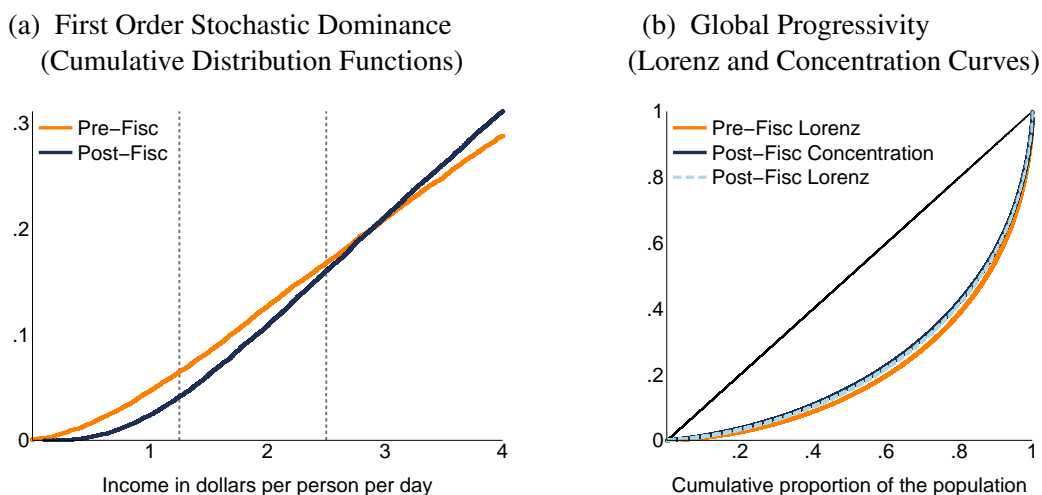 (a) First Order Stochastic Dominance
(Cumulative Distribution Functions)
.3
Pre−Fisc
Post−Fisc
.2
.1
0
1
2
3
4
Income in dollars per person per day
(b) Global Progressivity
(Lorenz and Concentration Curves)
1
Pre−Fisc Lorenz
Post−Fisc Concentration
Post−Fisc Lorenz
.8
.6
.4
.2
0
.2
.4
.6
.8
1
Cumulative proportion of the population